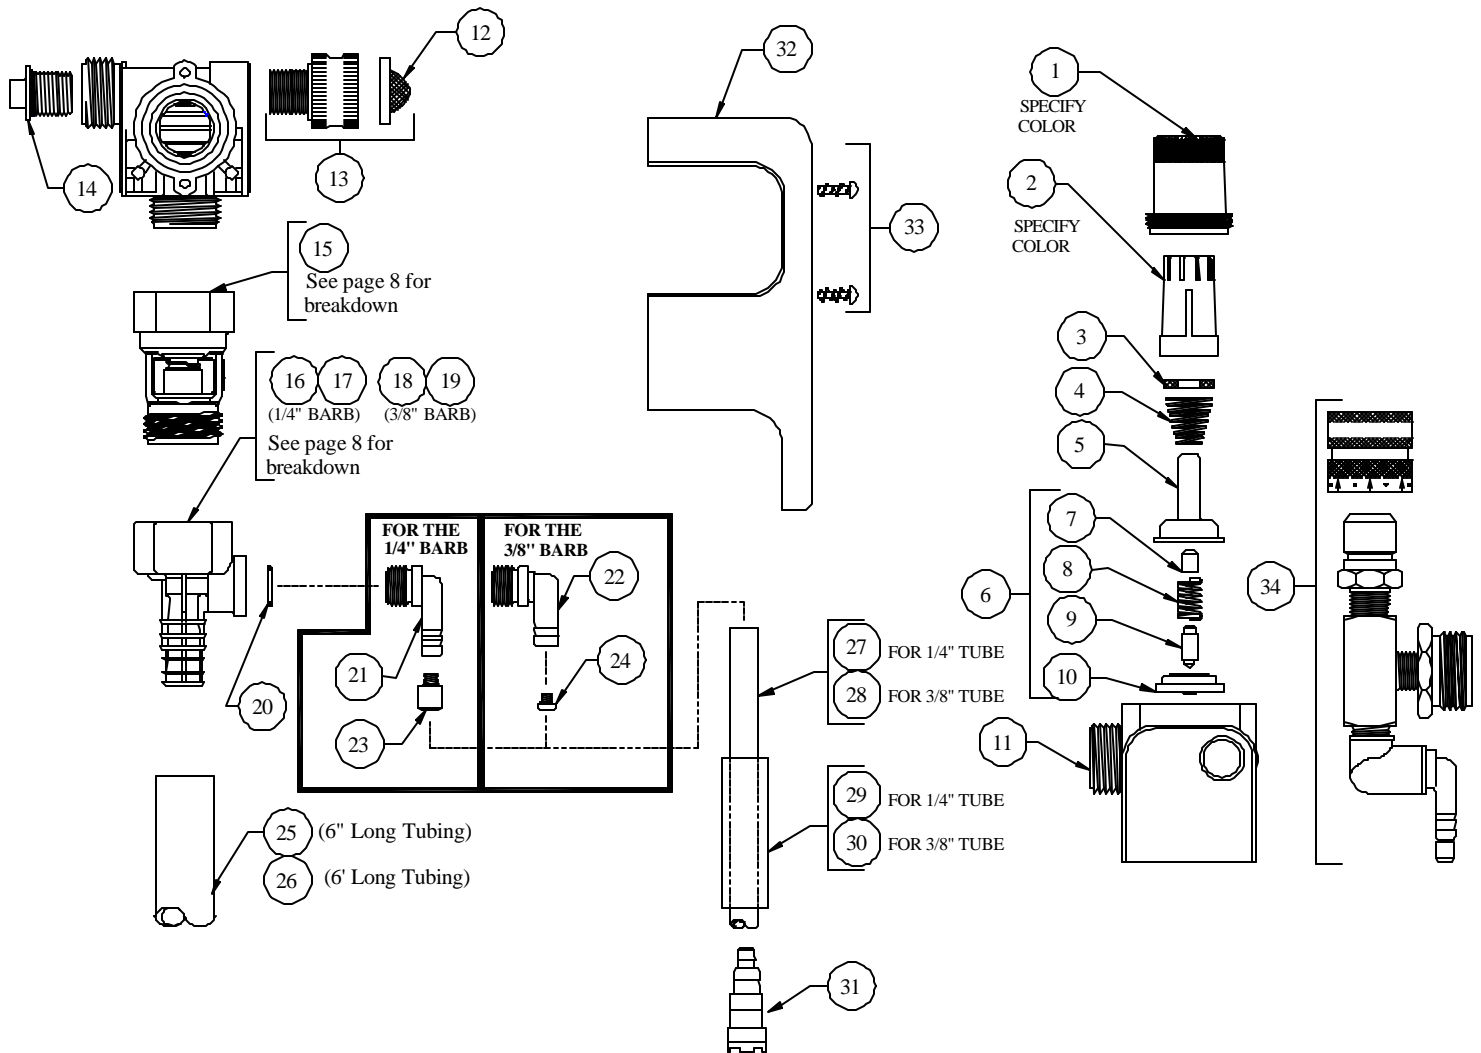 12
32
1
SPECIFY
COLOR
14
13
2
SPECIFY
COLOR
33
15
See page 8 for
breakdown
3
4
5
16 17 18 19
(1/4" BARB) (3/8" BARB)
See page 8 for
breakdown
FOR THE
1/4" BARB
FOR THE
3/8" BARB
22
7
8
6
34
9
10
21
24
20
23
27 FOR 1/4" TUBE
28 FOR 3/8" TUBE
11
29 FOR 1/4" TUBE
30 FOR 3/8" TUBE
25 (6" Long Tubing)
26 (6' Long Tubing)
31